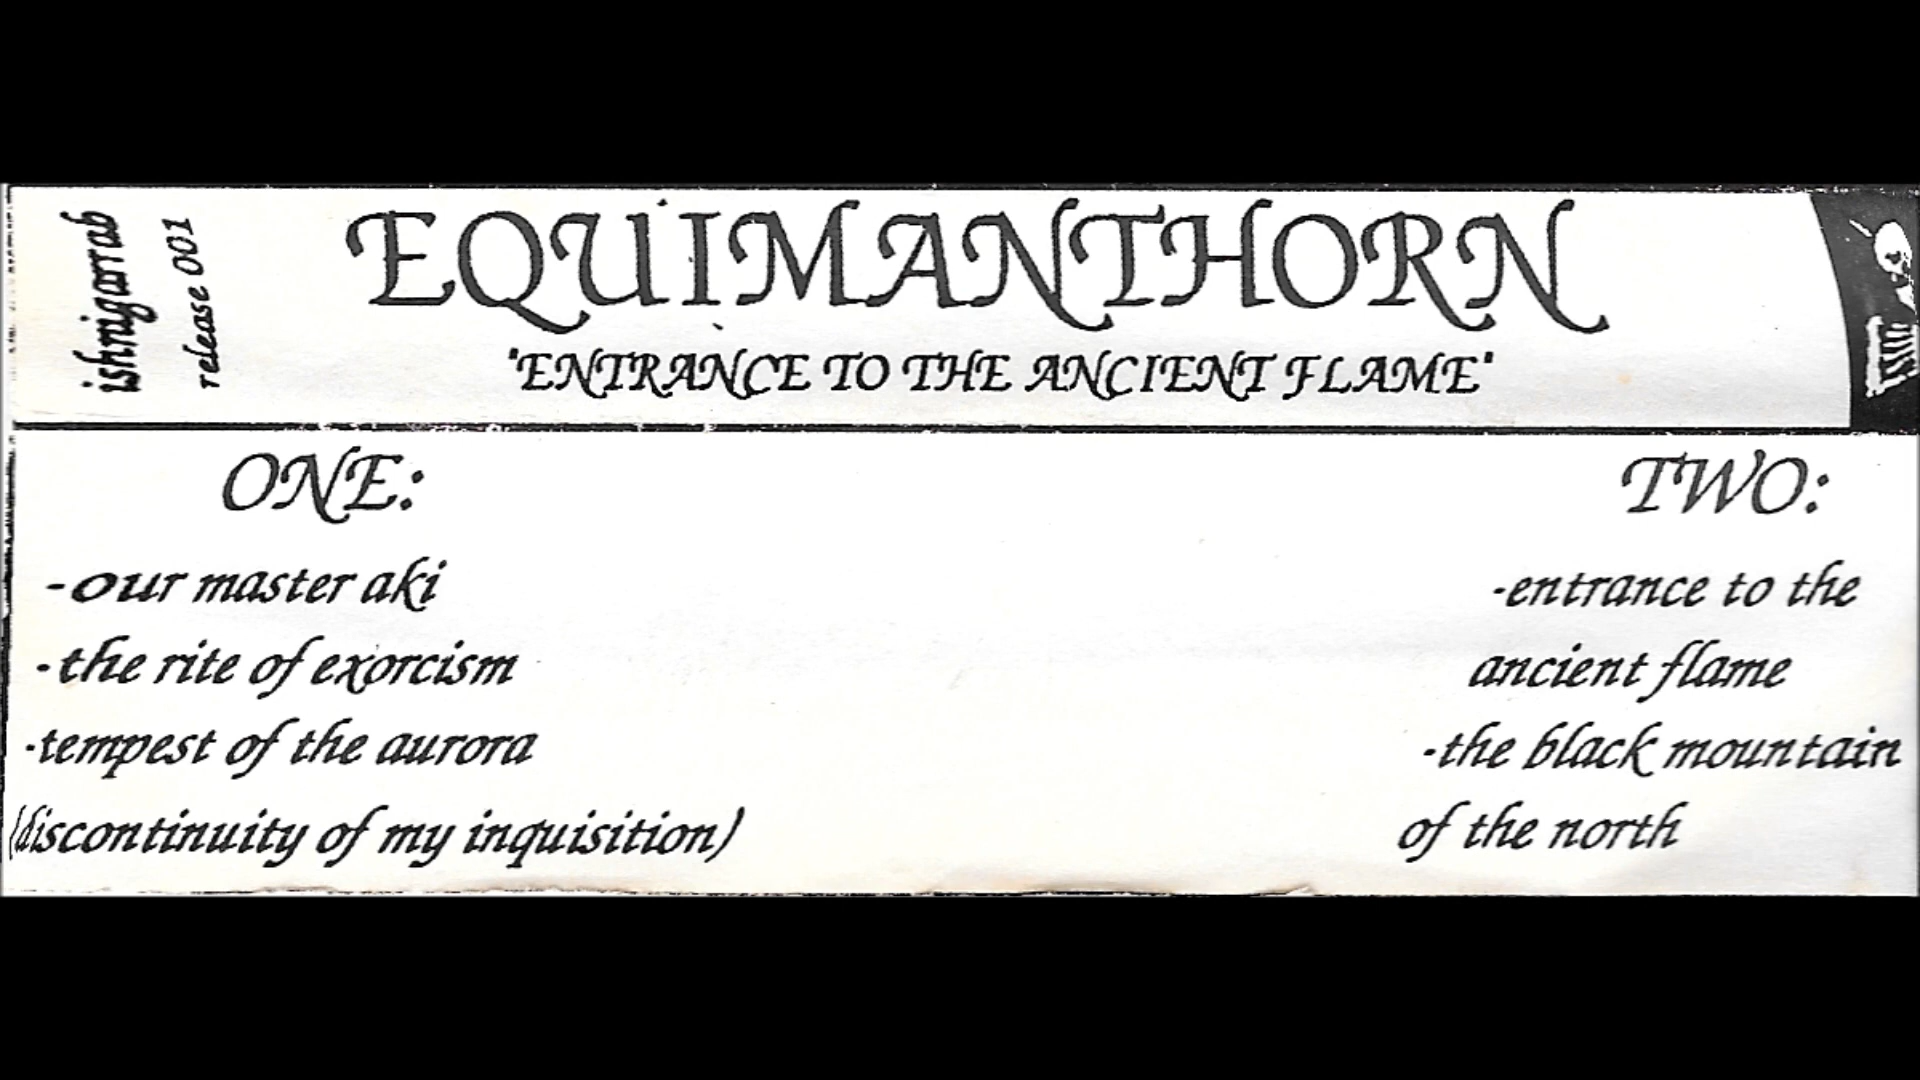 ishnigarrab
release 001
EQUIMANTHORN
"ENTRANCE TO THE ANCIENT FLAME"
ONE:
-our master aki
-the rite of exorcism
-tempest of the aurora
(discontinuity of my inquisition)
TWO:
-entrance to the
ancient flame
-the black mountain
of the north